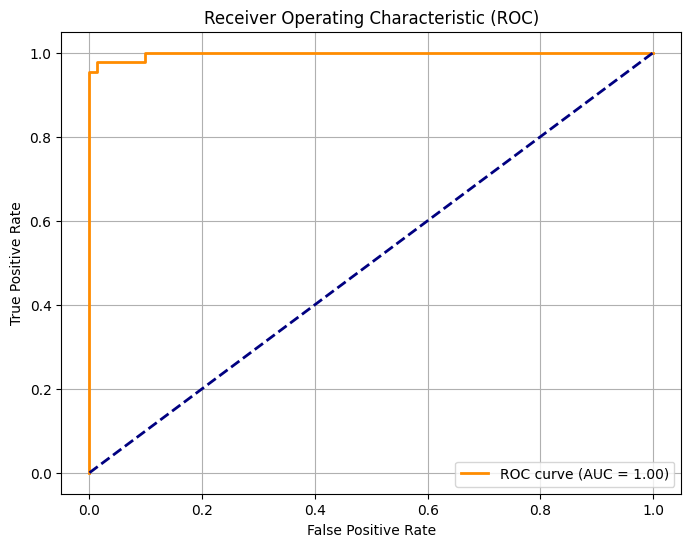 Receiver Operating Characteristic (ROC)
1.0
0.8
0.6
0.4
0.2
0.0
True Positive Rate
ROC curve (AUC = 1.00)
0.0 0.2 0.4 0.6 0.8 1.0
False Positive Rate